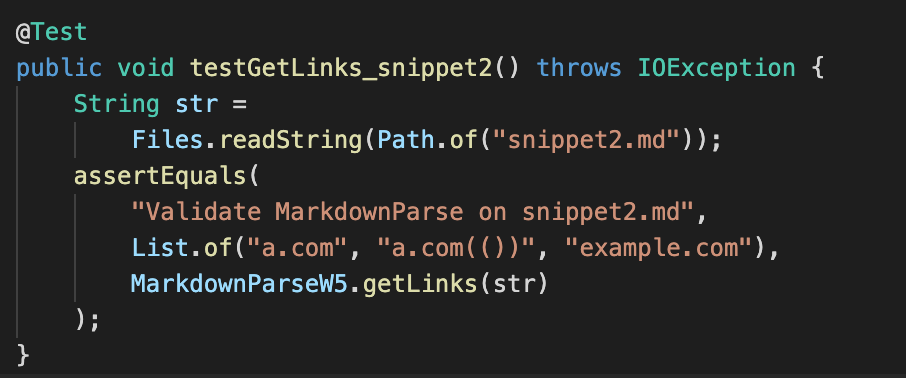 @Test
public void testGetLinks_snippet2() throws IOException {
    String str =
        Files.readString(Path.of("snippet2.md"));
    assertEquals(
        "Validate MarkdownParse on snippet2.md",
        List.of("a.com", "a.com(())", "example.com"),
        MarkdownParseW5.getLinks(str)
    );
}